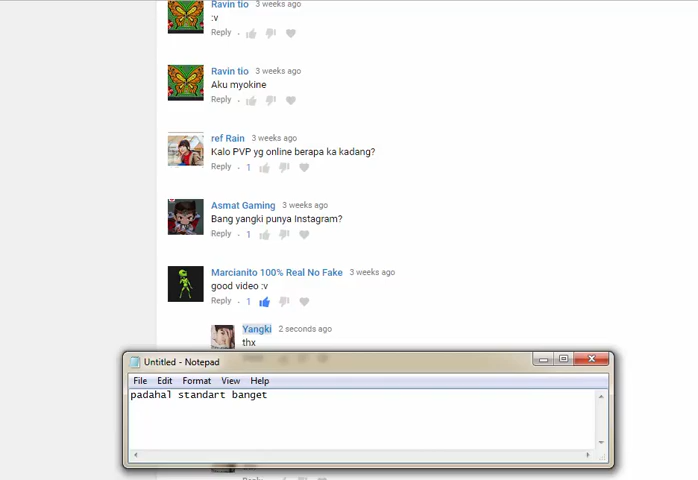 Ravin tio 3 weeks ago
:v
Reply
Ravin tio 3 weeks ago
Aku myokine
Reply
ref Rain 3 weeks ago
Kalo PVP yg online berapa ka kadang?
Reply 1
Asmat Gaming 3 weeks ago
Bang yangki punya Instagram?
Reply 1
Marcianito 100% Real No Fake 3 weeks ago
good video :v
Reply 1
Yangki 2 seconds ago
thx
Untitled - Notepad
File Edit Format View Help
padahal standart banget